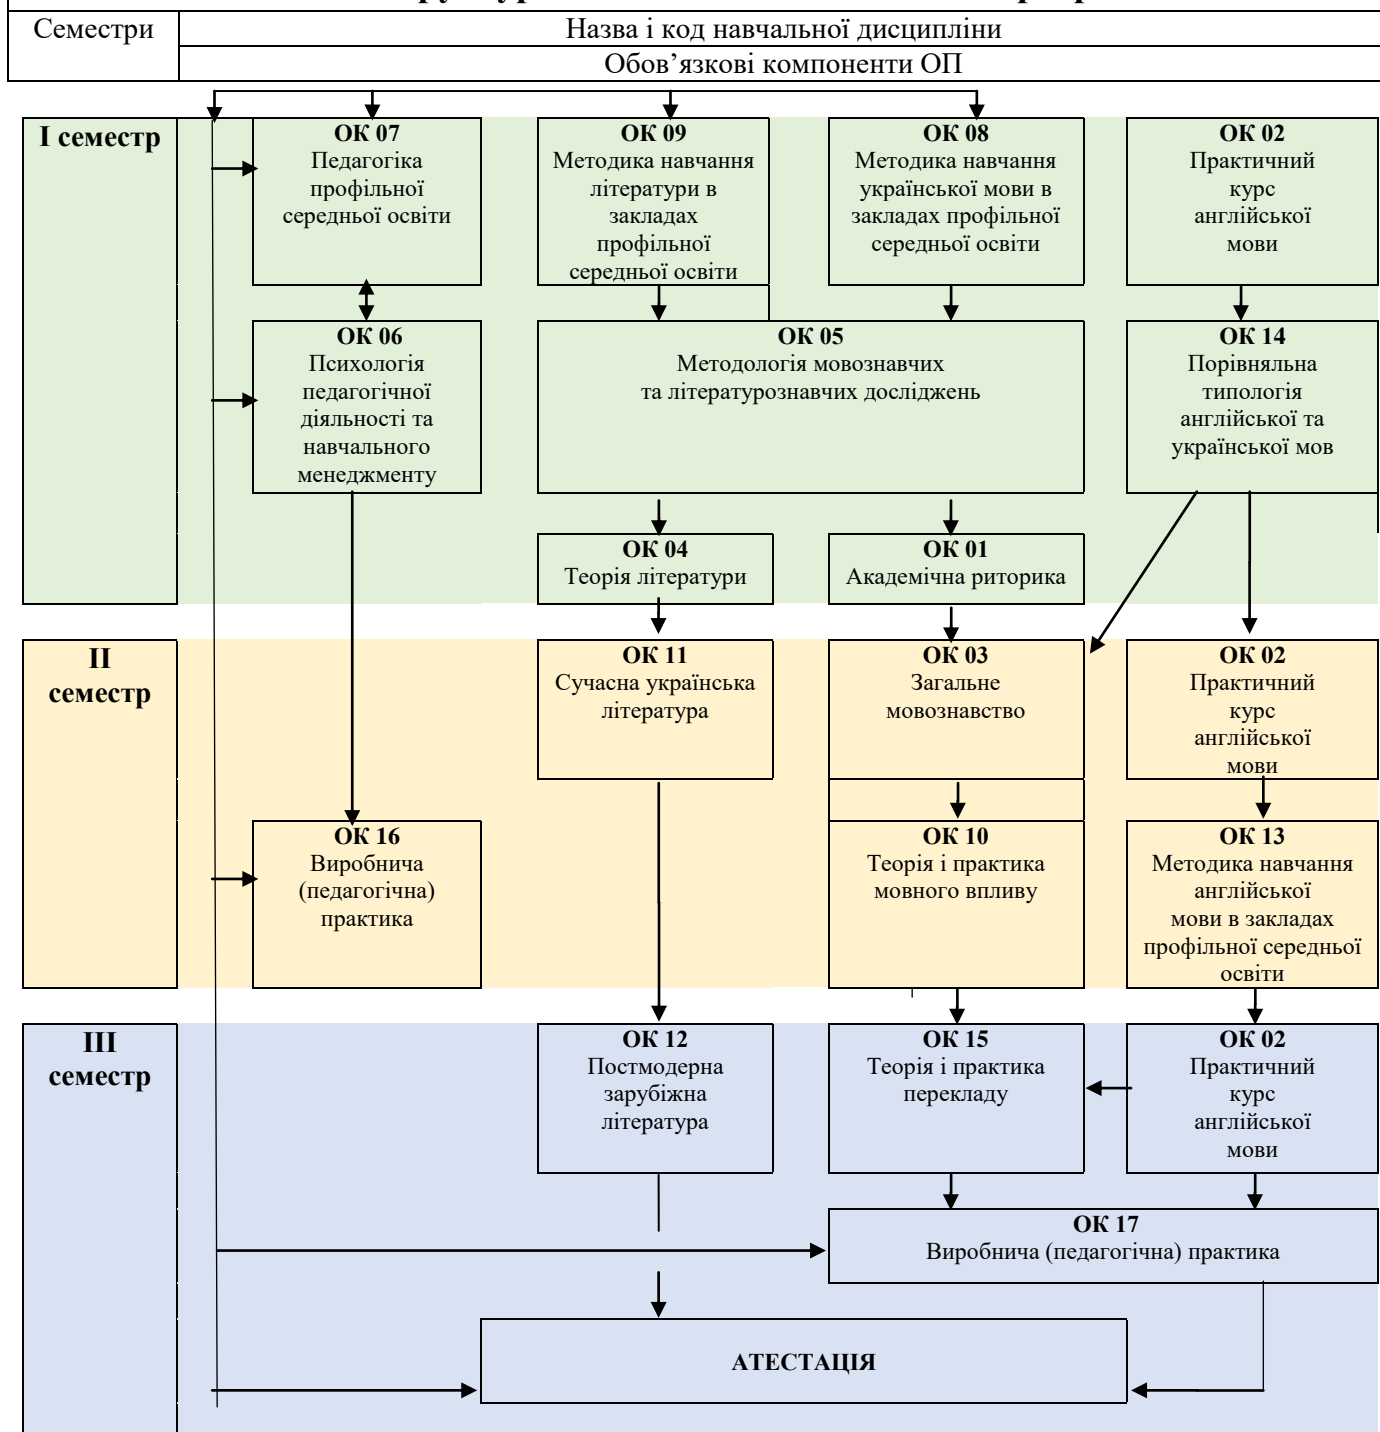 Семестри
Назва і код навчальної дисципліни
Обов’язкові компоненти ОП
І семестр
ОК 07
Педагогіка
профільної
середньої освіти
ОК 09
Методика навчання
літератури в
закладах
профільної
середньої освіти
ОК 08
Методика навчання
української мови в
закладах профільної
середньої освіти
ОК 02
Практичний
курс
англійської
мови
ОК 06
Психологія
педагогічної
діяльності та
навчального
менеджменту
ОК 05
Методологія мовознавчих
та літературознавчих досліджень
ОК 14
Порівняльна
типологія
англійської та
української мов
ОК 04
Теорія літератури
ОК 01
Академічна риторика
ІІ
семестр
ОК 11
Сучасна українська
література
ОК 03
Загальне
мовознавство
ОК 02
Практичний
курс
англійської
мови
ОК 16
Виробнича
(педагогічна)
практика
ОК 10
Теорія і практика
мовного впливу
ОК 13
Методика навчання
англійської
мови в закладах
профільної середньої
освіти
ІІІ
семестр
ОК 12
Постмодерна
зарубіжна
література
ОК 15
Теорія і практика
перекладу
ОК 02
Практичний
курс
англійської
мови
ОК 17
Виробнича (педагогічна) практика
АТЕСТАЦІЯ